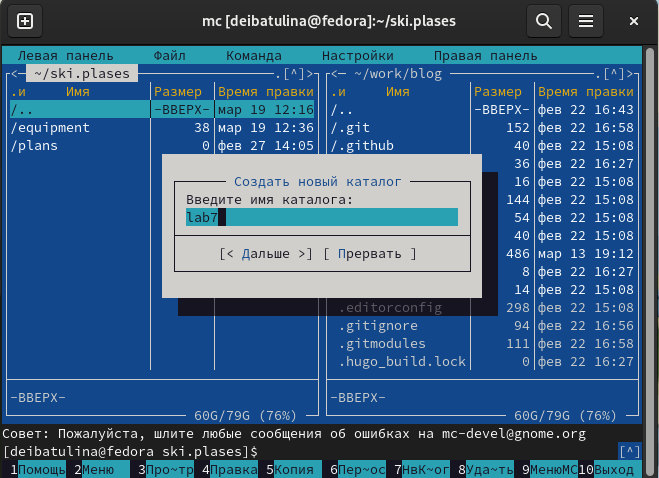 mc [deibatulina@fedora]:~/ski.plases
Левая панель Файл Команда Настройки Правая панель
~/ski.plases .[^]> <— ~/work/blog .[^]>
.и Имя Размер Время правки .и Имя Размер Время правки
/.. -ВВЕРХ- мар 19 12:16 /.. -ВВЕРХ- фев 22 16:43
/equipment 38 мар 19 12:36 /.git 152 фев 22 16:58
/plans 0 фев 27 14:05 /.github 40 фев 22 15:08
36 фев 22 16:27
Создать новый каталог 16 фев 22 15:08
Введите имя каталога: 144 фев 22 15:08
lab7 54 фев 22 15:08
40 фев 22 15:08
[< Дальше >] [ Прервать ] 486 мар 13 19:12
8 фев 22 16:27
14 фев 22 15:08
.editorconfig 298 фев 22 15:08
.gitignore 94 фев 22 16:56
.gitmodules 111 фев 22 16:58
.hugo_build.lock 0 фев 22 16:27
-ВВЕРХ- -ВВЕРХ-
60G/79G (76%) 60G/79G (76%)
Совет: Пожалуйста, шлите любые сообщения об ошибках на mc-devel@gnome.org
[deibatulina@fedora ski.plases]$ [^]
1Помощь 2Меню 3Про~тр 4Правка 5Копия 6Пер~ос 7НвК~ог 8Уда~ть 9МенюMC 10Выход